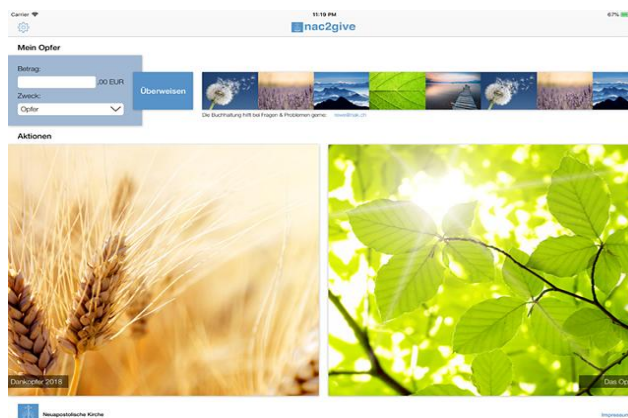 Carrier 11:19 PM 67%
nac2give
Mein Opfer
Betrag:
,00 EUR
Zweck:
Opfer
Überweisen
Die Buchhaltung hilft bei Fragen & Problemen gerne:
Aktionen
Dankopfer 2018
Das Op
Neuapostolische Kirche
Impressum